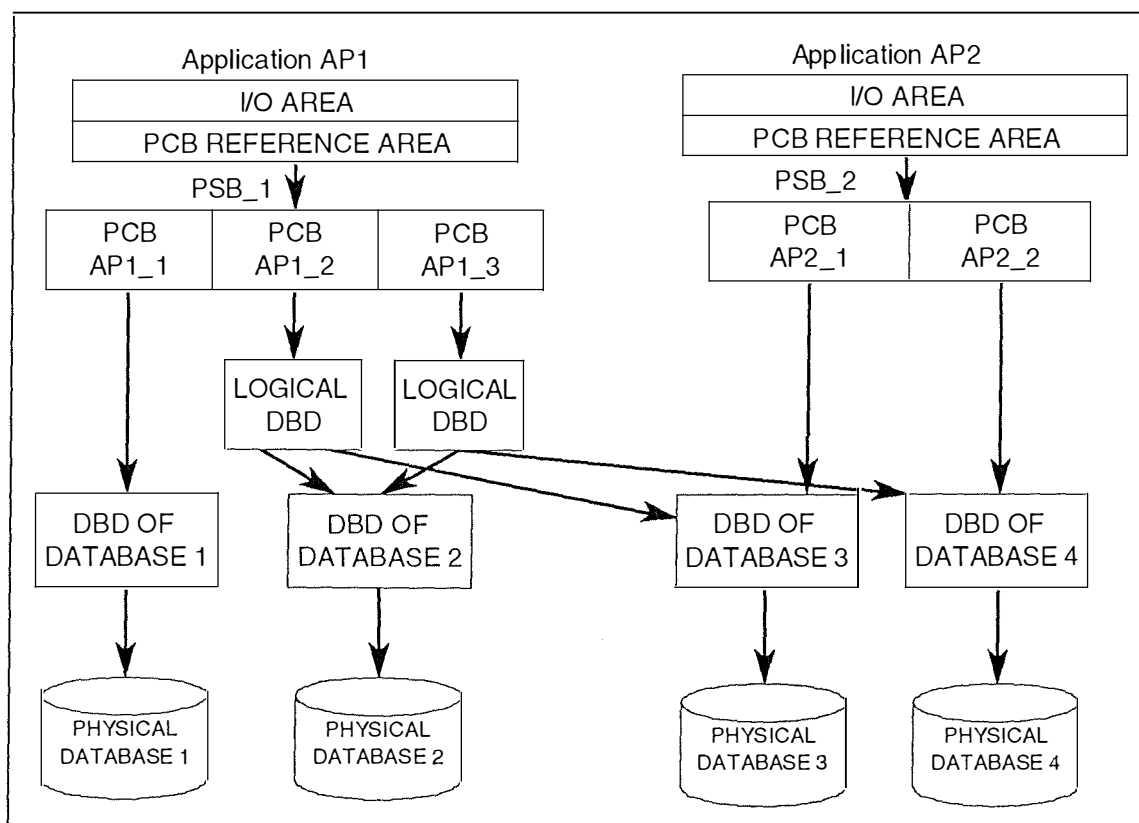 Application AP1
I/O AREA
PCB REFERENCE AREA
PSB_1
PCB
AP1_1
PCB
AP1_2
PCB
AP1_3
LOGICAL
DBD
LOGICAL
DBD
Application AP2
I/O AREA
PCB REFERENCE AREA
PSB_2
PCB
AP2_1
PCB
AP2_2
DBD OF
DATABASE 1
DBD OF
DATABASE 2
DBD OF
DATABASE 3
DBD OF
DATABASE 4
PHYSICAL
DATABASE 1
PHYSICAL
DATABASE 2
PHYSICAL
DATABASE 3
PHYSICAL
DATABASE 4